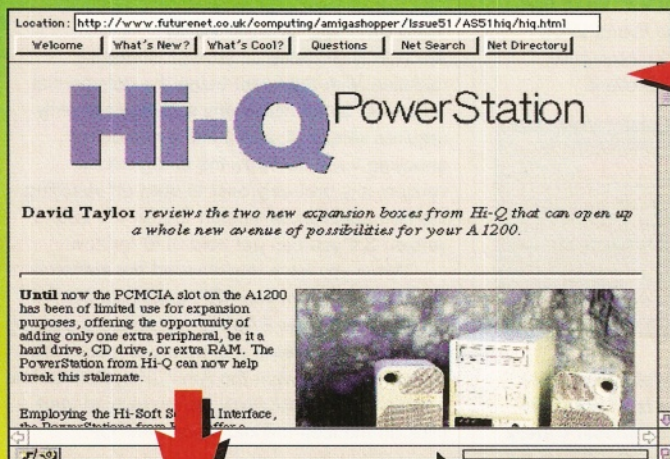 Location: http://www.futurenet.co.uk/computing/amigashopper/Issue51/AS51hiq/hiq.html
Welcome What's New? What's Cool? Questions Net Search Net Directory
Hi-Q PowerStation
David Taylor reviews the two new expansion boxes from Hi-Q that can open up
a whole new avenue of possibilities for your A1200.
Until now the PCMCIA slot on the A1200
has been of limited use for expansion
purposes, offering the opportunity of
adding only one extra peripheral, be it a
hard drive, CD drive, or extra RAM. The
PowerStation from Hi-Q can now help
break this stalemate.
Employing the Hi-Soft Interface,
the PowerStations from offer a